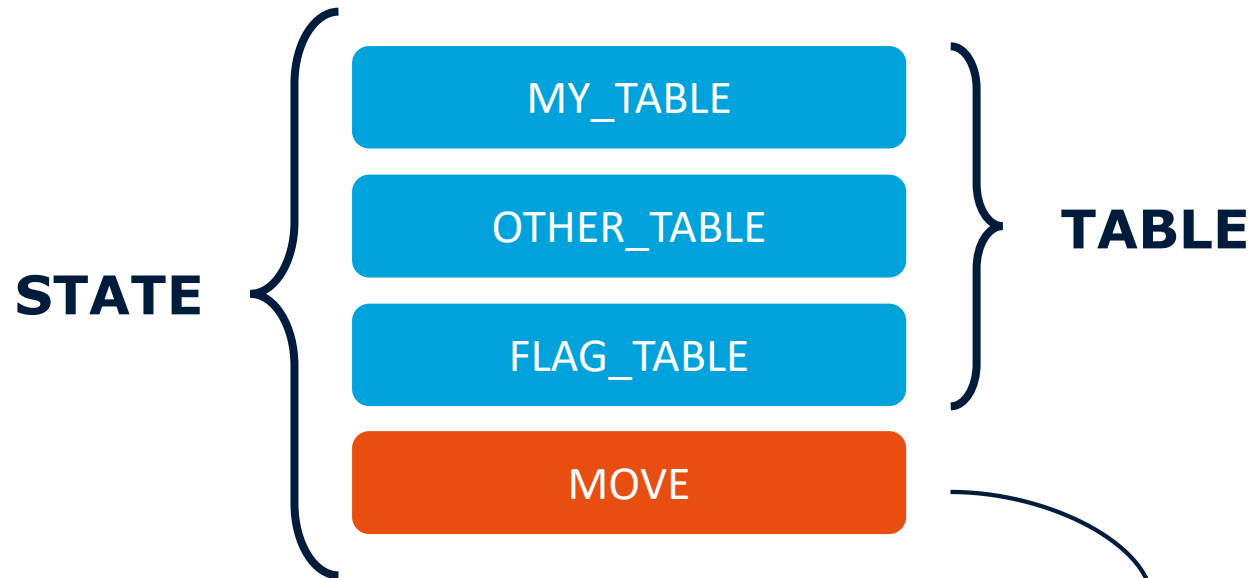 MY_TABLE
OTHER_TABLE
TABLE
STATE
FLAG_TABLE
MOVE